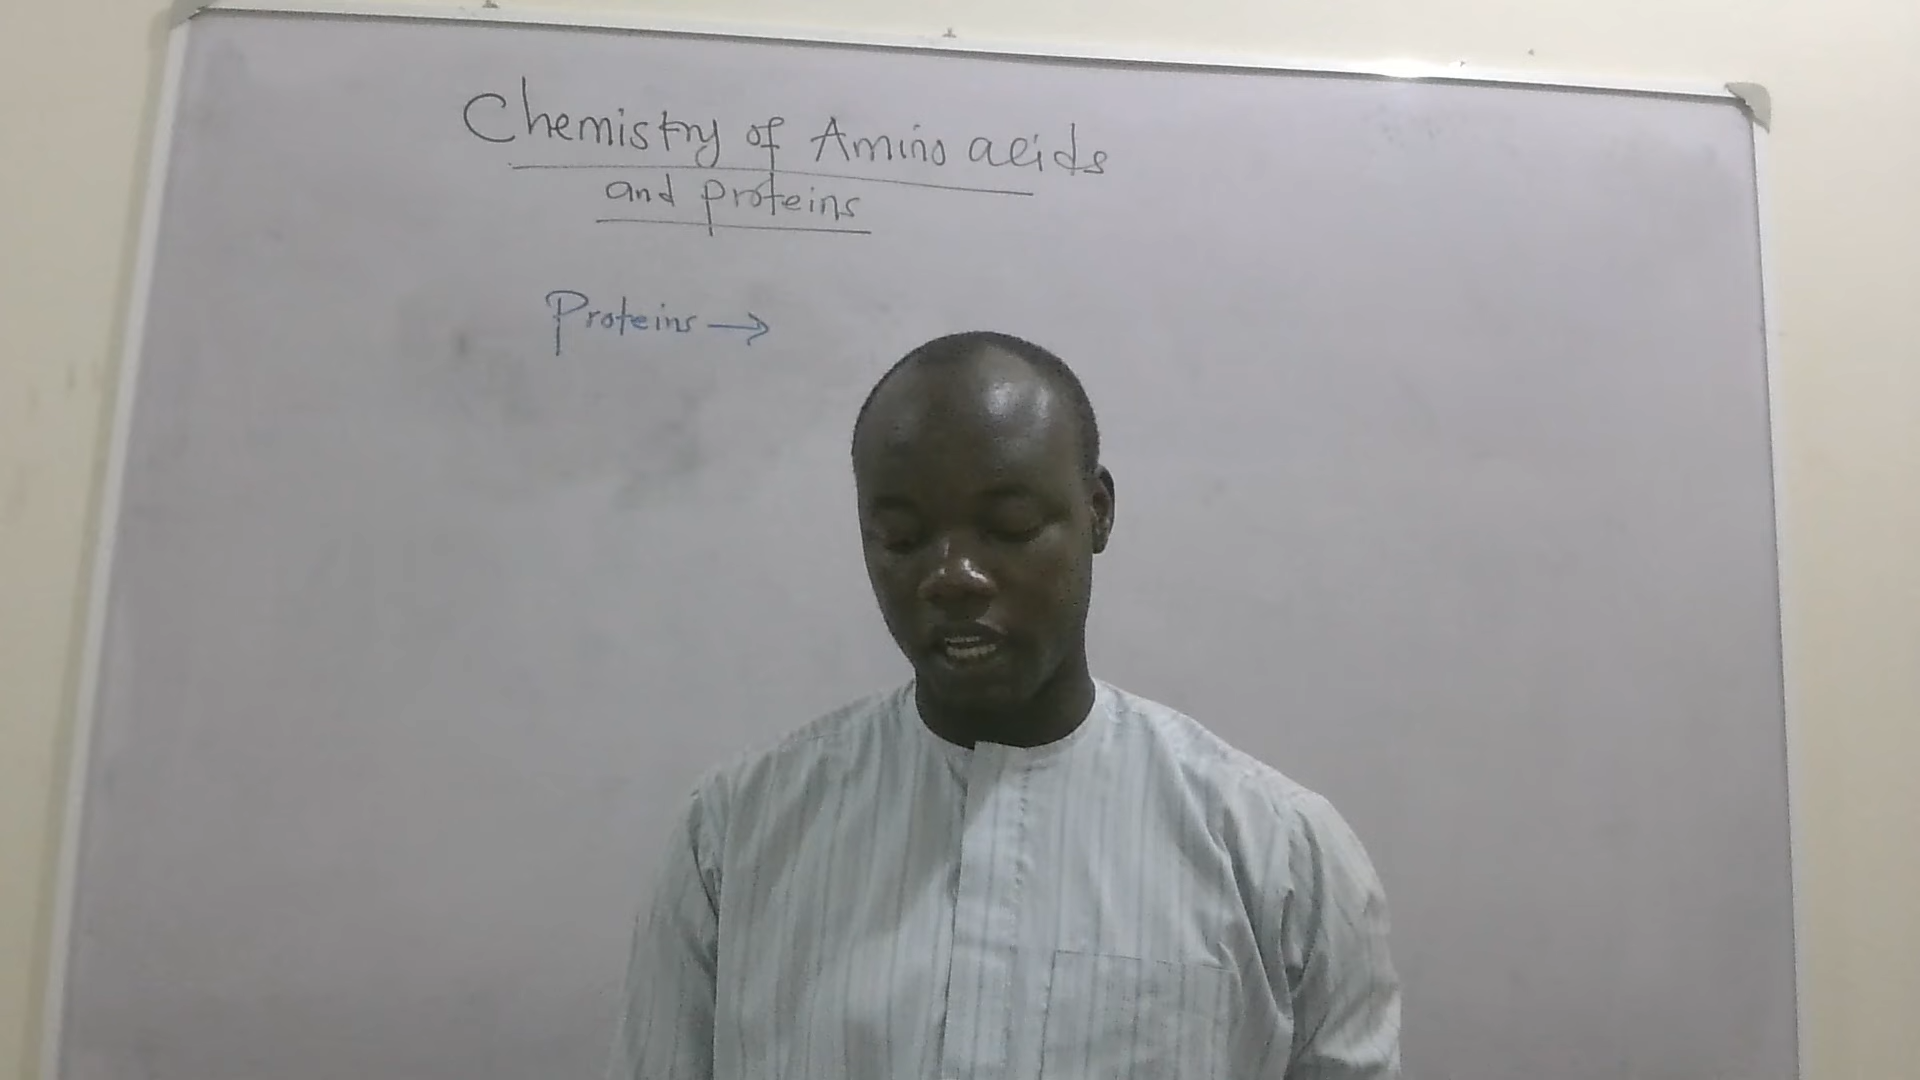 Chemistry of Amino acids
and proteins
Proteins →